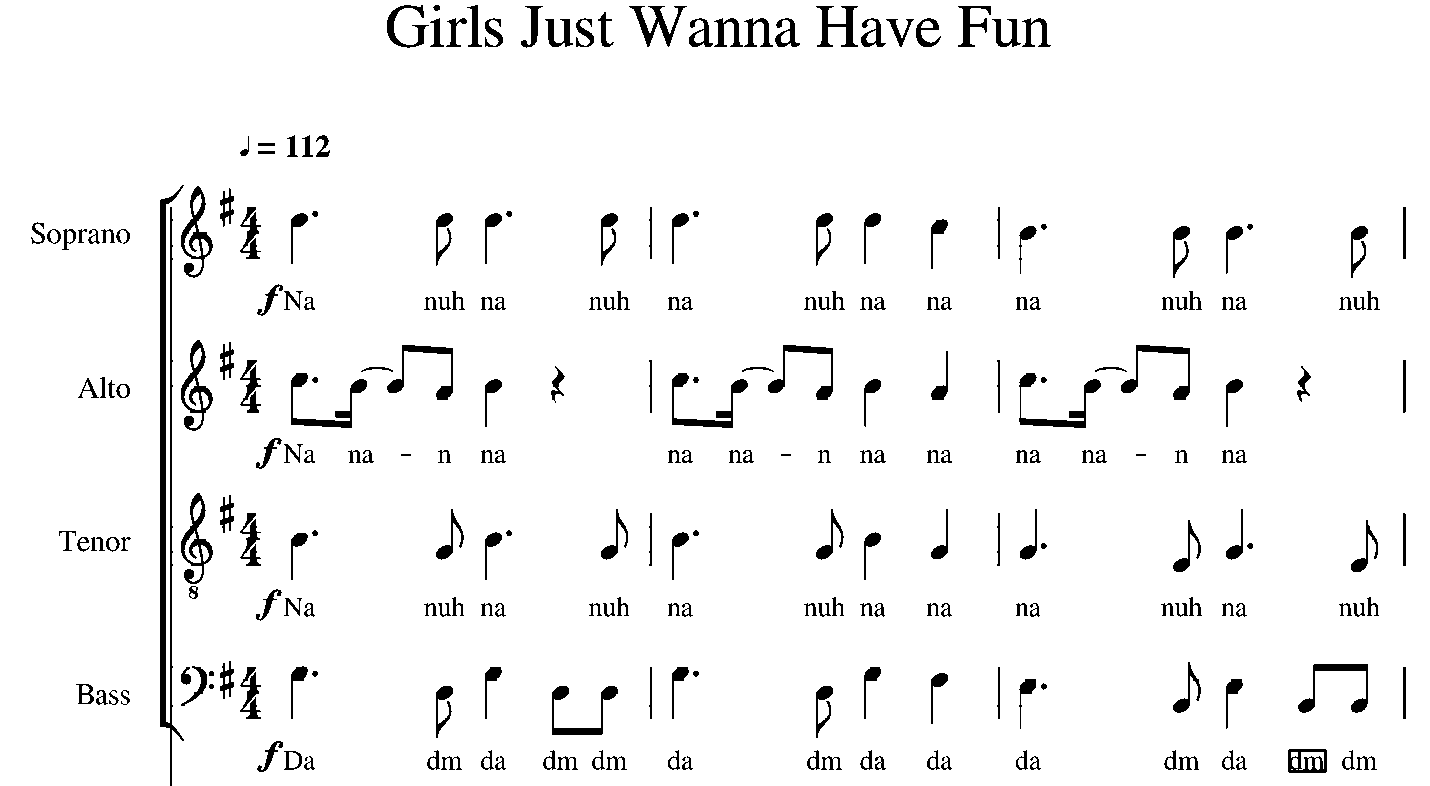 Girls Just Wanna Have Fun
♩ = 112
Soprano
f Na nuh na nuh na nuh na na na nuh na nuh
Alto
f Na na - n na na na - n na na na na - n na
Tenor
8
f Na nuh na nuh na nuh na na na nuh na nuh
Bass
f Da dm da dm dm da dm da da da dm da dm dm